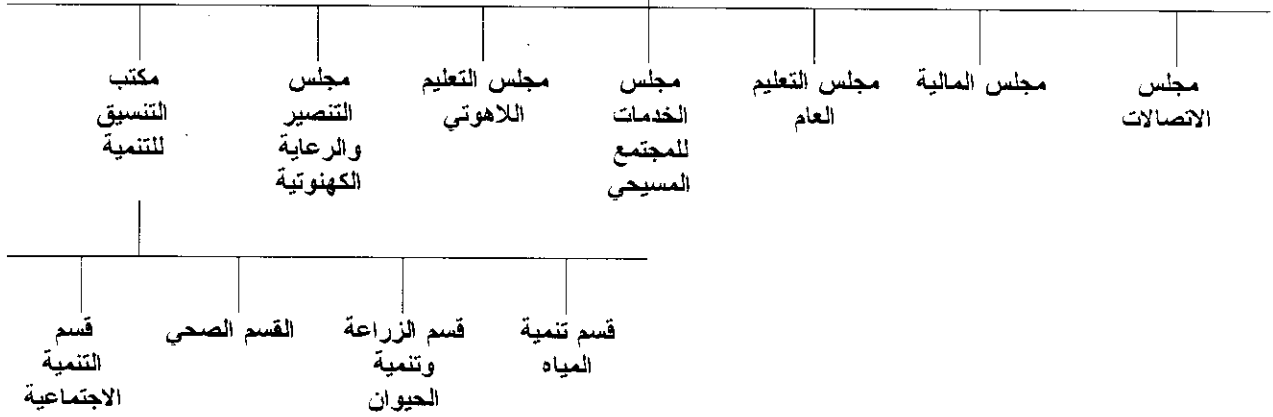 مجلس
الاتصالات
مجلس المالية
مجلس التعليم
العام
مجلس
الخدمات
للمجتمع
المسيحي
مجلس التعليم
اللاهوتي
مجلس
التنصير
والرعاية
الكهنوتية
مكتب
التنسيق
للتنمية
قسم تنمية
المياه
قسم الزراعة
وتنمية
الحيوان
القسم الصحي
قسم
التنمية
الاجتماعية